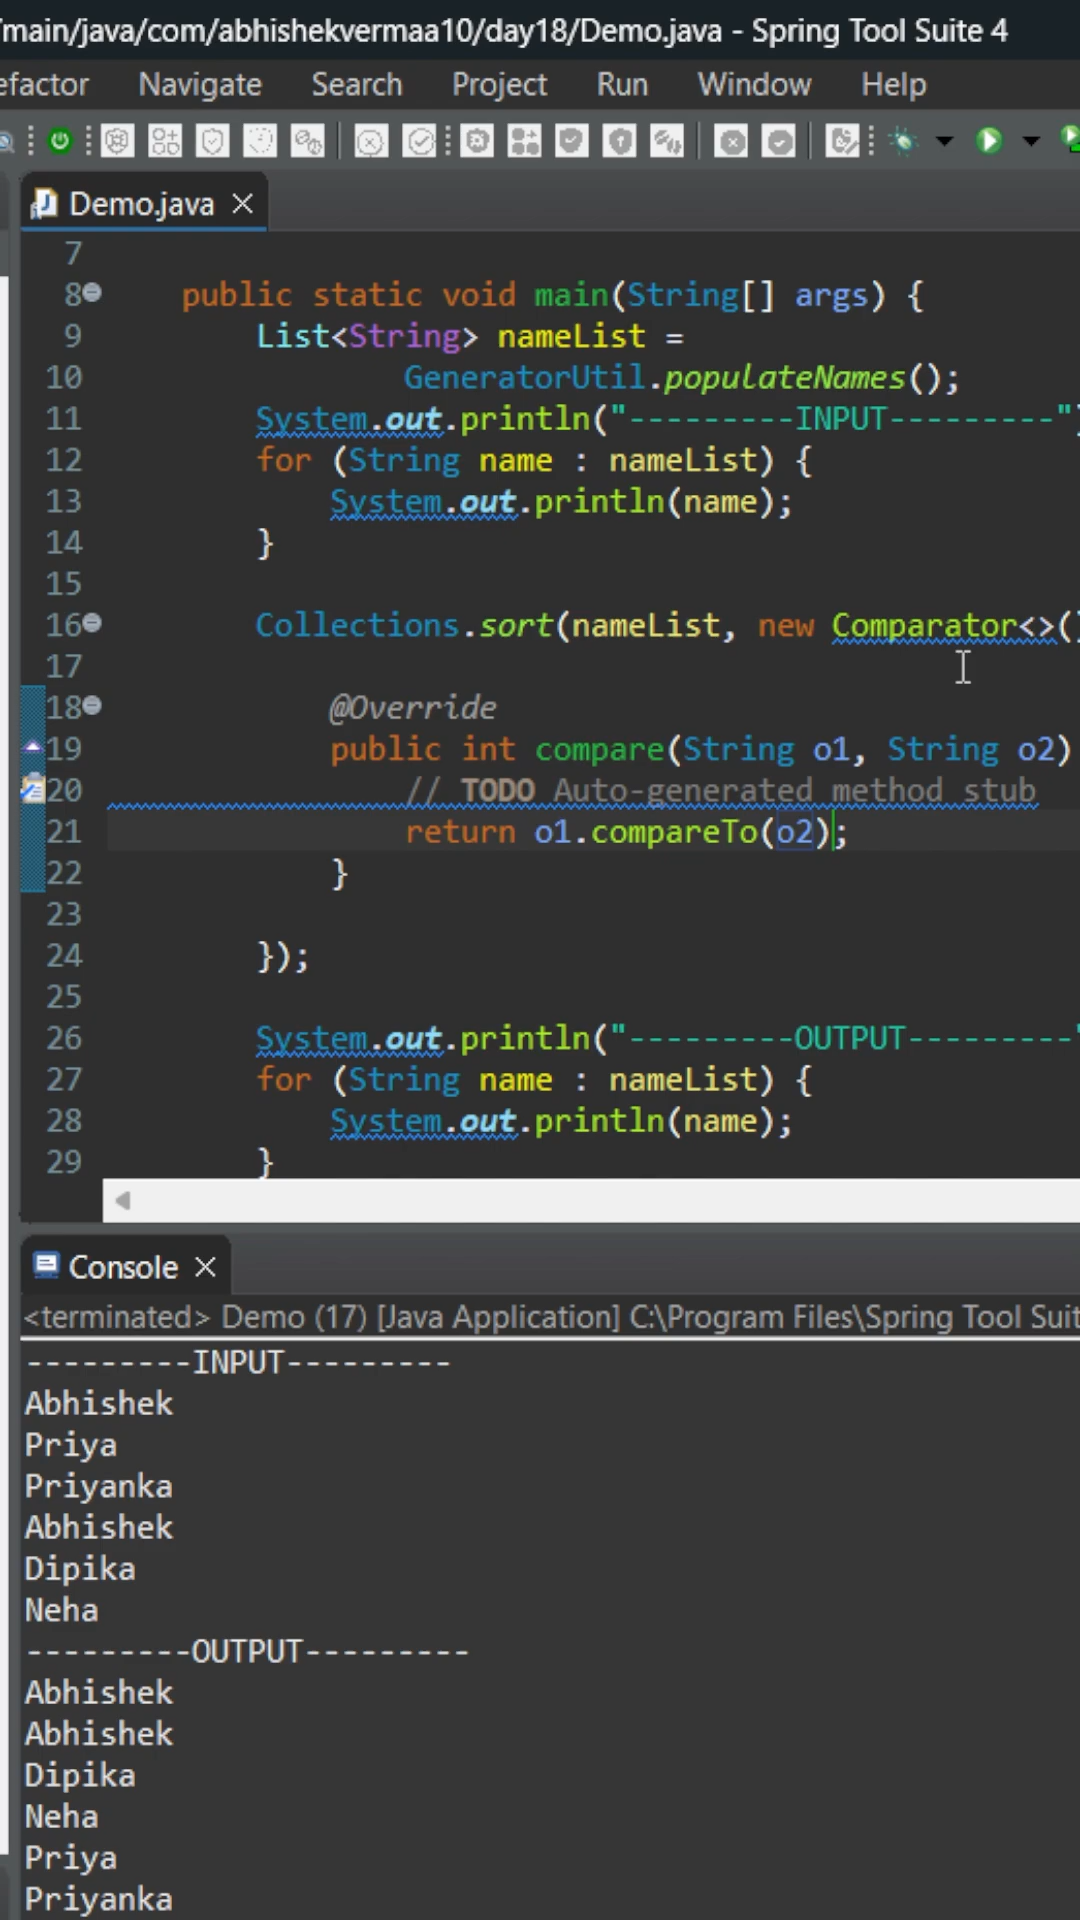 /main/java/com/abhishekvermaa10/day18/Demo.java - Spring Tool Suite 4
efactor Navigate Search Project Run Window Help
Demo.java
7
8 public static void main(String[] args) {
9 List<String> nameList =
10 GeneratorUtil.populateNames();
11 System.out.println("---------INPUT---------")
12 for (String name : nameList) {
13 System.out.println(name);
14 }
15
16 Collections.sort(nameList, new Comparator<>()
17
18 @Override
19 public int compare(String o1, String o2)
20 // TODO Auto-generated method stub
21 return o1.compareTo(o2);
22 }
23
24 });
25
26 System.out.println("---------OUTPUT---------"
27 for (String name : nameList) {
28 System.out.println(name);
29 }
Console
<terminated> Demo (17) [Java Application] C:\Program Files\Spring Tool Suit
---------INPUT---------
Abhishek
Priya
Priyanka
Abhishek
Dipika
Neha
---------OUTPUT---------
Abhishek
Abhishek
Dipika
Neha
Priya
Priyanka